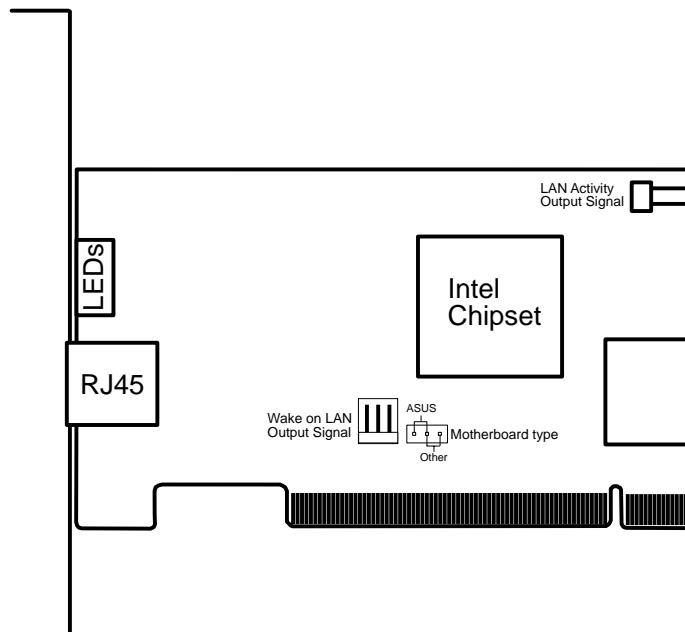 LAN Activity
Output Signal
LEDs
Intel
Chipset
RJ45
Wake on LAN
Output Signal
ASUS
Motherboard type
Other